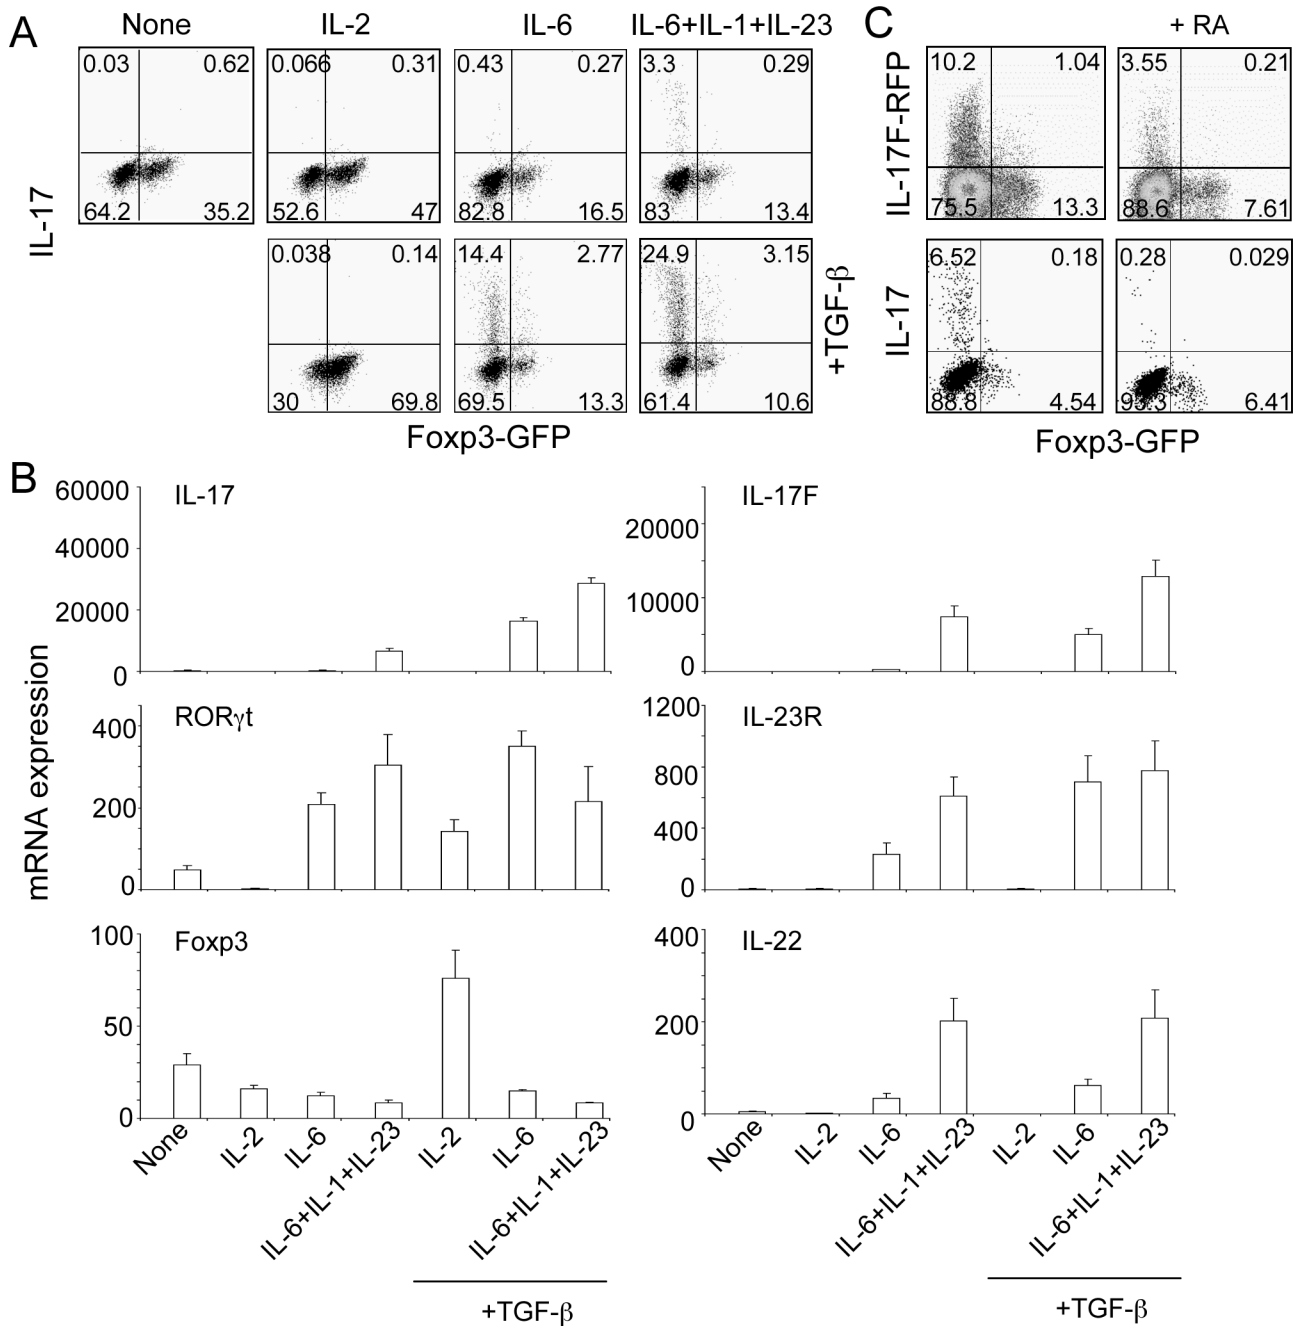 A
None
IL-2
IL-6
IL-6+IL-1+IL-23
C
+ RA
0.03 0.62
64.2 35.2
0.066 0.31
52.6 47
0.43 0.27
82.8 16.5
3.3 0.29
83 13.4
IL-17
0.038 0.14
30 69.8
14.4 2.77
69.5 13.3
24.9 3.15
61.4 10.6
+TGF-β
Foxp3-GFP
IL-17F-RFP
10.2 1.04
75.5 13.3
3.55 0.21
88.6 7.61
IL-17
6.52 0.18
88.8 4.54
0.28 0.029
93.3 6.41
Foxp3-GFP
B
mRNA expression
IL-17
60000
40000
20000
0
IL-17F
20000
10000
0
RORγt
400
200
0
IL-23R
1200
800
400
0
Foxp3
100
50
0
IL-22
400
200
0
None
IL-2
IL-6
IL-6+IL-1+IL-23
IL-2
IL-6
IL-6+IL-1+IL-23
+TGF-β
None
IL-2
IL-6
IL-6+IL-1+IL-23
IL-2
IL-6
IL-6+IL-1+IL-23
+TGF-β